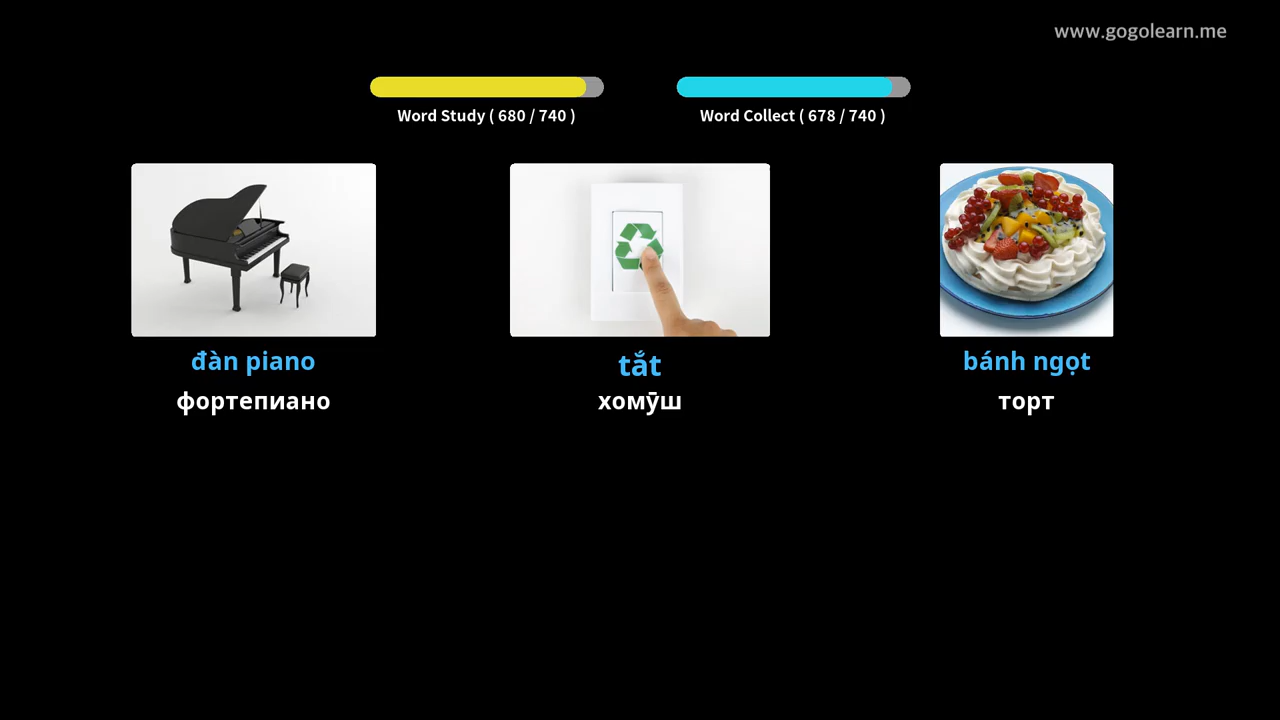 www.gogolearn.me
Word Study ( 680 / 740 )
Word Collect ( 678 / 740 )
đàn piano
tắt
bánh ngọt
фортепиано
хомӯш
торт